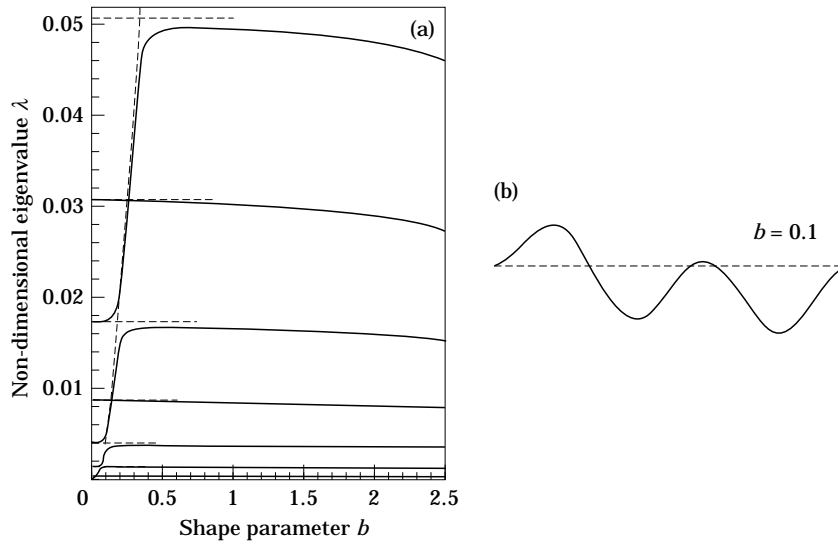 (a)
0.05
0.04
0.03
0.02
0.01
Non-dimensional eigenvalue λ
0
0.5
1
1.5
2
2.5
Shape parameter b
(b)
b = 0.1